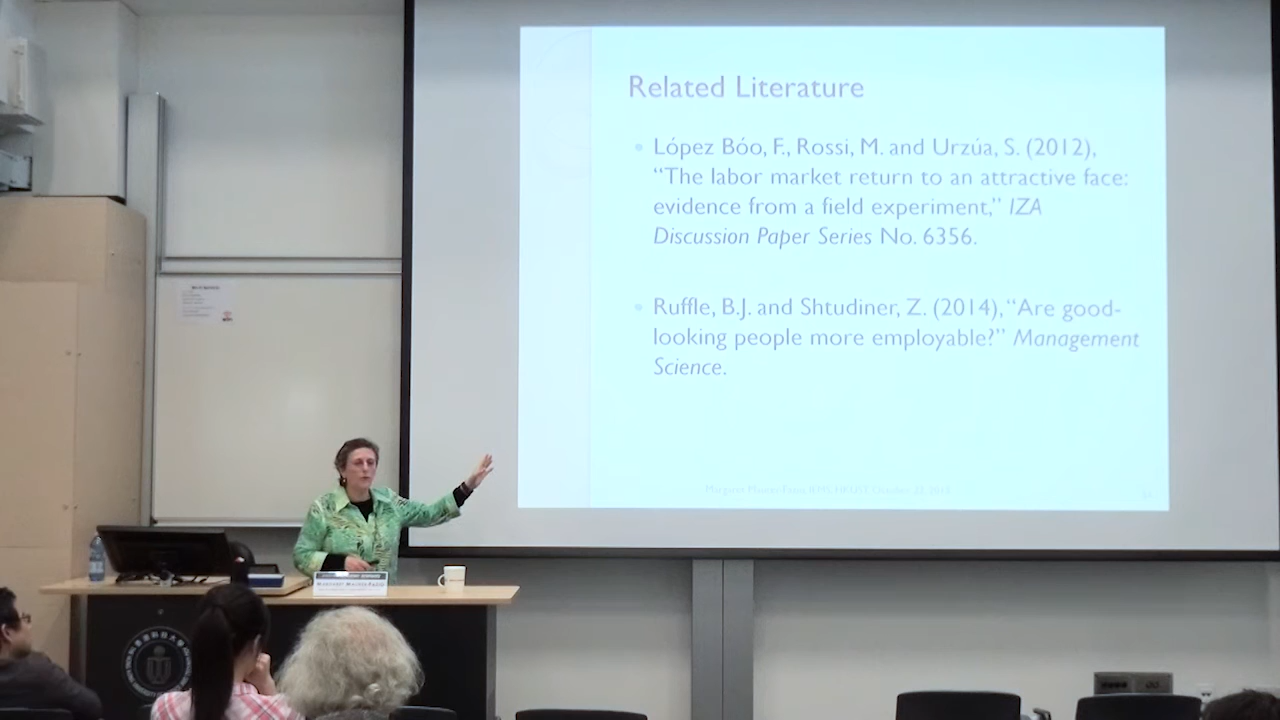 Related Literature
López Bóo, F., Rossi, M. and Urzúa, S. (2012),
“The labor market return to an attractive face:
evidence from a field experiment,” IZA
Discussion Paper Series No. 6356.
Ruffle, B.J. and Shtudiner, Z. (2014), “Are good-
looking people more employable?” Management
Science.